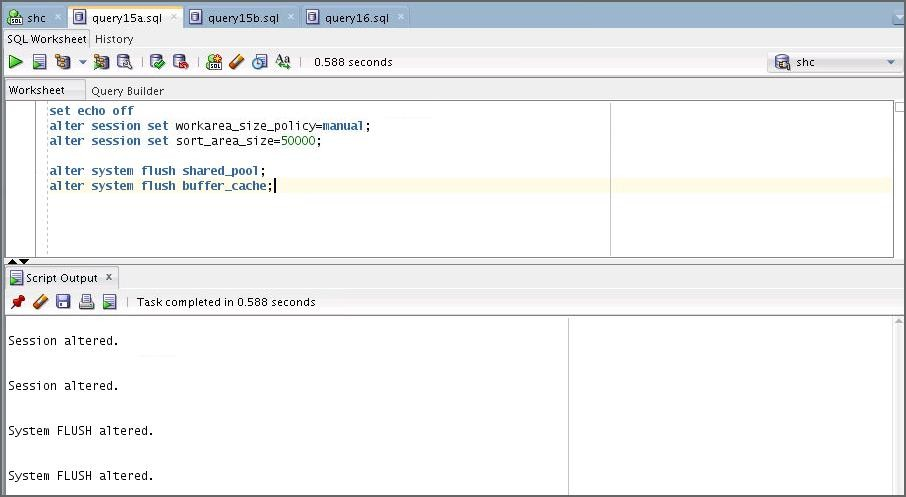 shc query15a.sql query15b.sql query16.sql
SQL Worksheet History
0.588 seconds shc
Worksheet Query Builder
set echo off
alter session set workarea_size_policy=manual;
alter session set sort_area_size=50000;
alter system flush shared_pool;
alter system flush buffer_cache;
Script Output
Task completed in 0.588 seconds
Session altered.
Session altered.
System FLUSH altered.
System FLUSH altered.